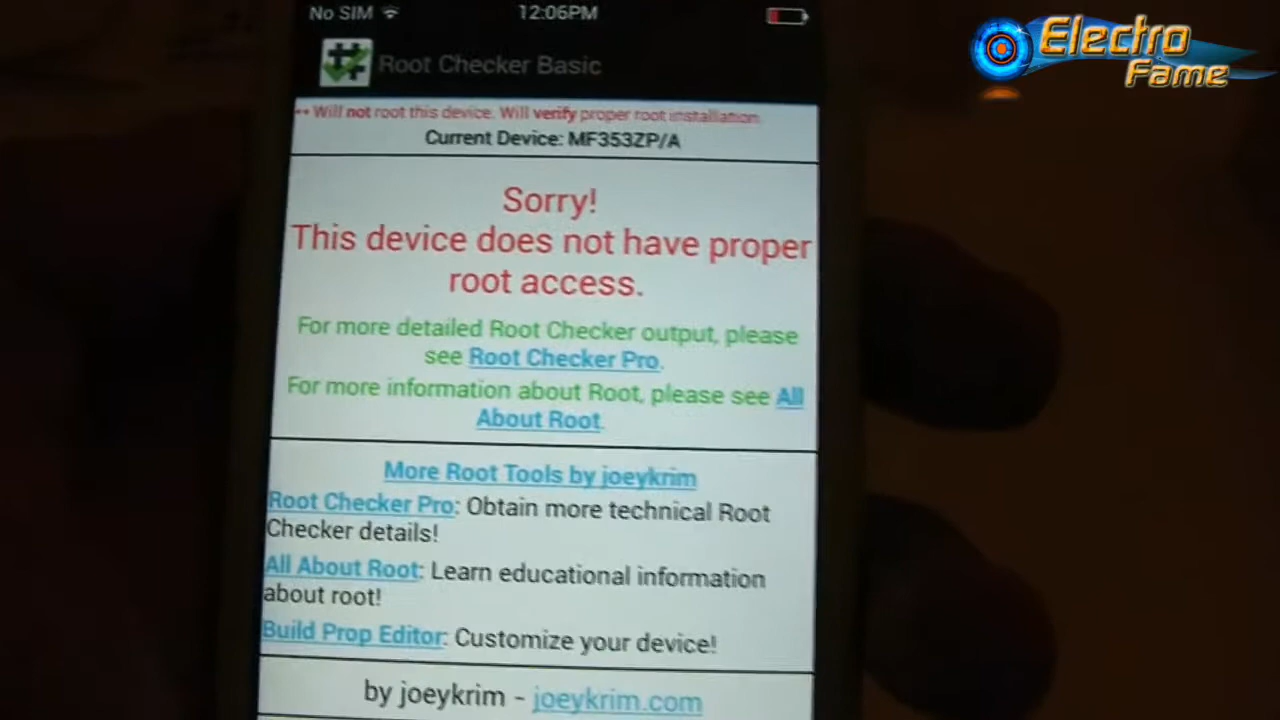 No SIM 12:06PM
Electro
Fame
Root Checker Basic
** Will not root this device. Will verify proper root installation.
Current Device: MF353ZP/A
Sorry!
This device does not have proper
root access.
For more detailed Root Checker output, please
see Root Checker Pro.
For more information about Root, please see All
About Root.
More Root Tools by joeykrim
Root Checker Pro: Obtain more technical Root
Checker details!
All About Root: Learn educational information
about root!
Build Prop Editor: Customize your device!
by joeykrim - joeykrim.com